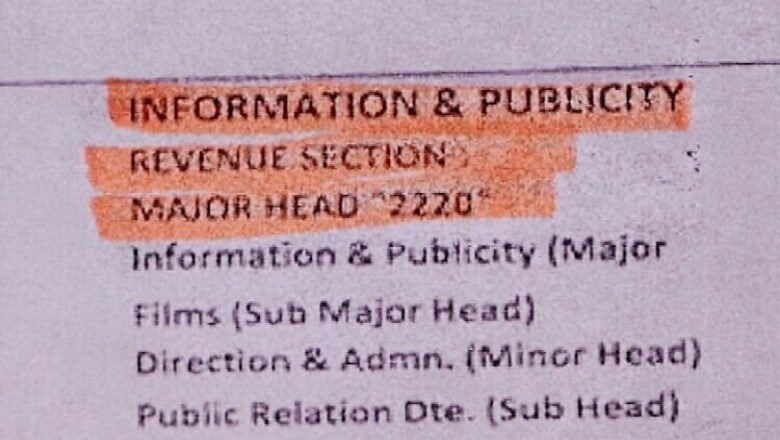 INFORMATION & PUBLICITY
REVENUE SECTION
MAJOR HEAD "2220"
Information & Publicity (Major
Films (Sub Major Head)
Direction & Admn. (Minor Head)
Public Relation Dte. (Sub Head)